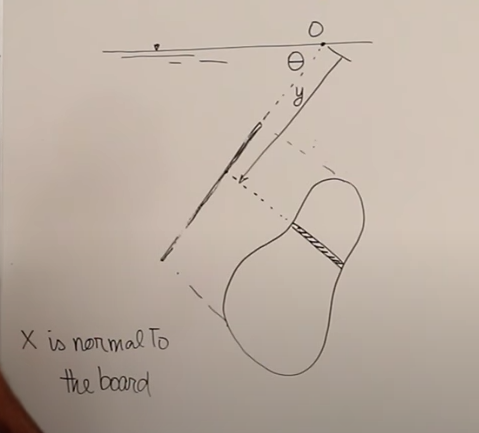 O
θ
y
X is normal To
the board